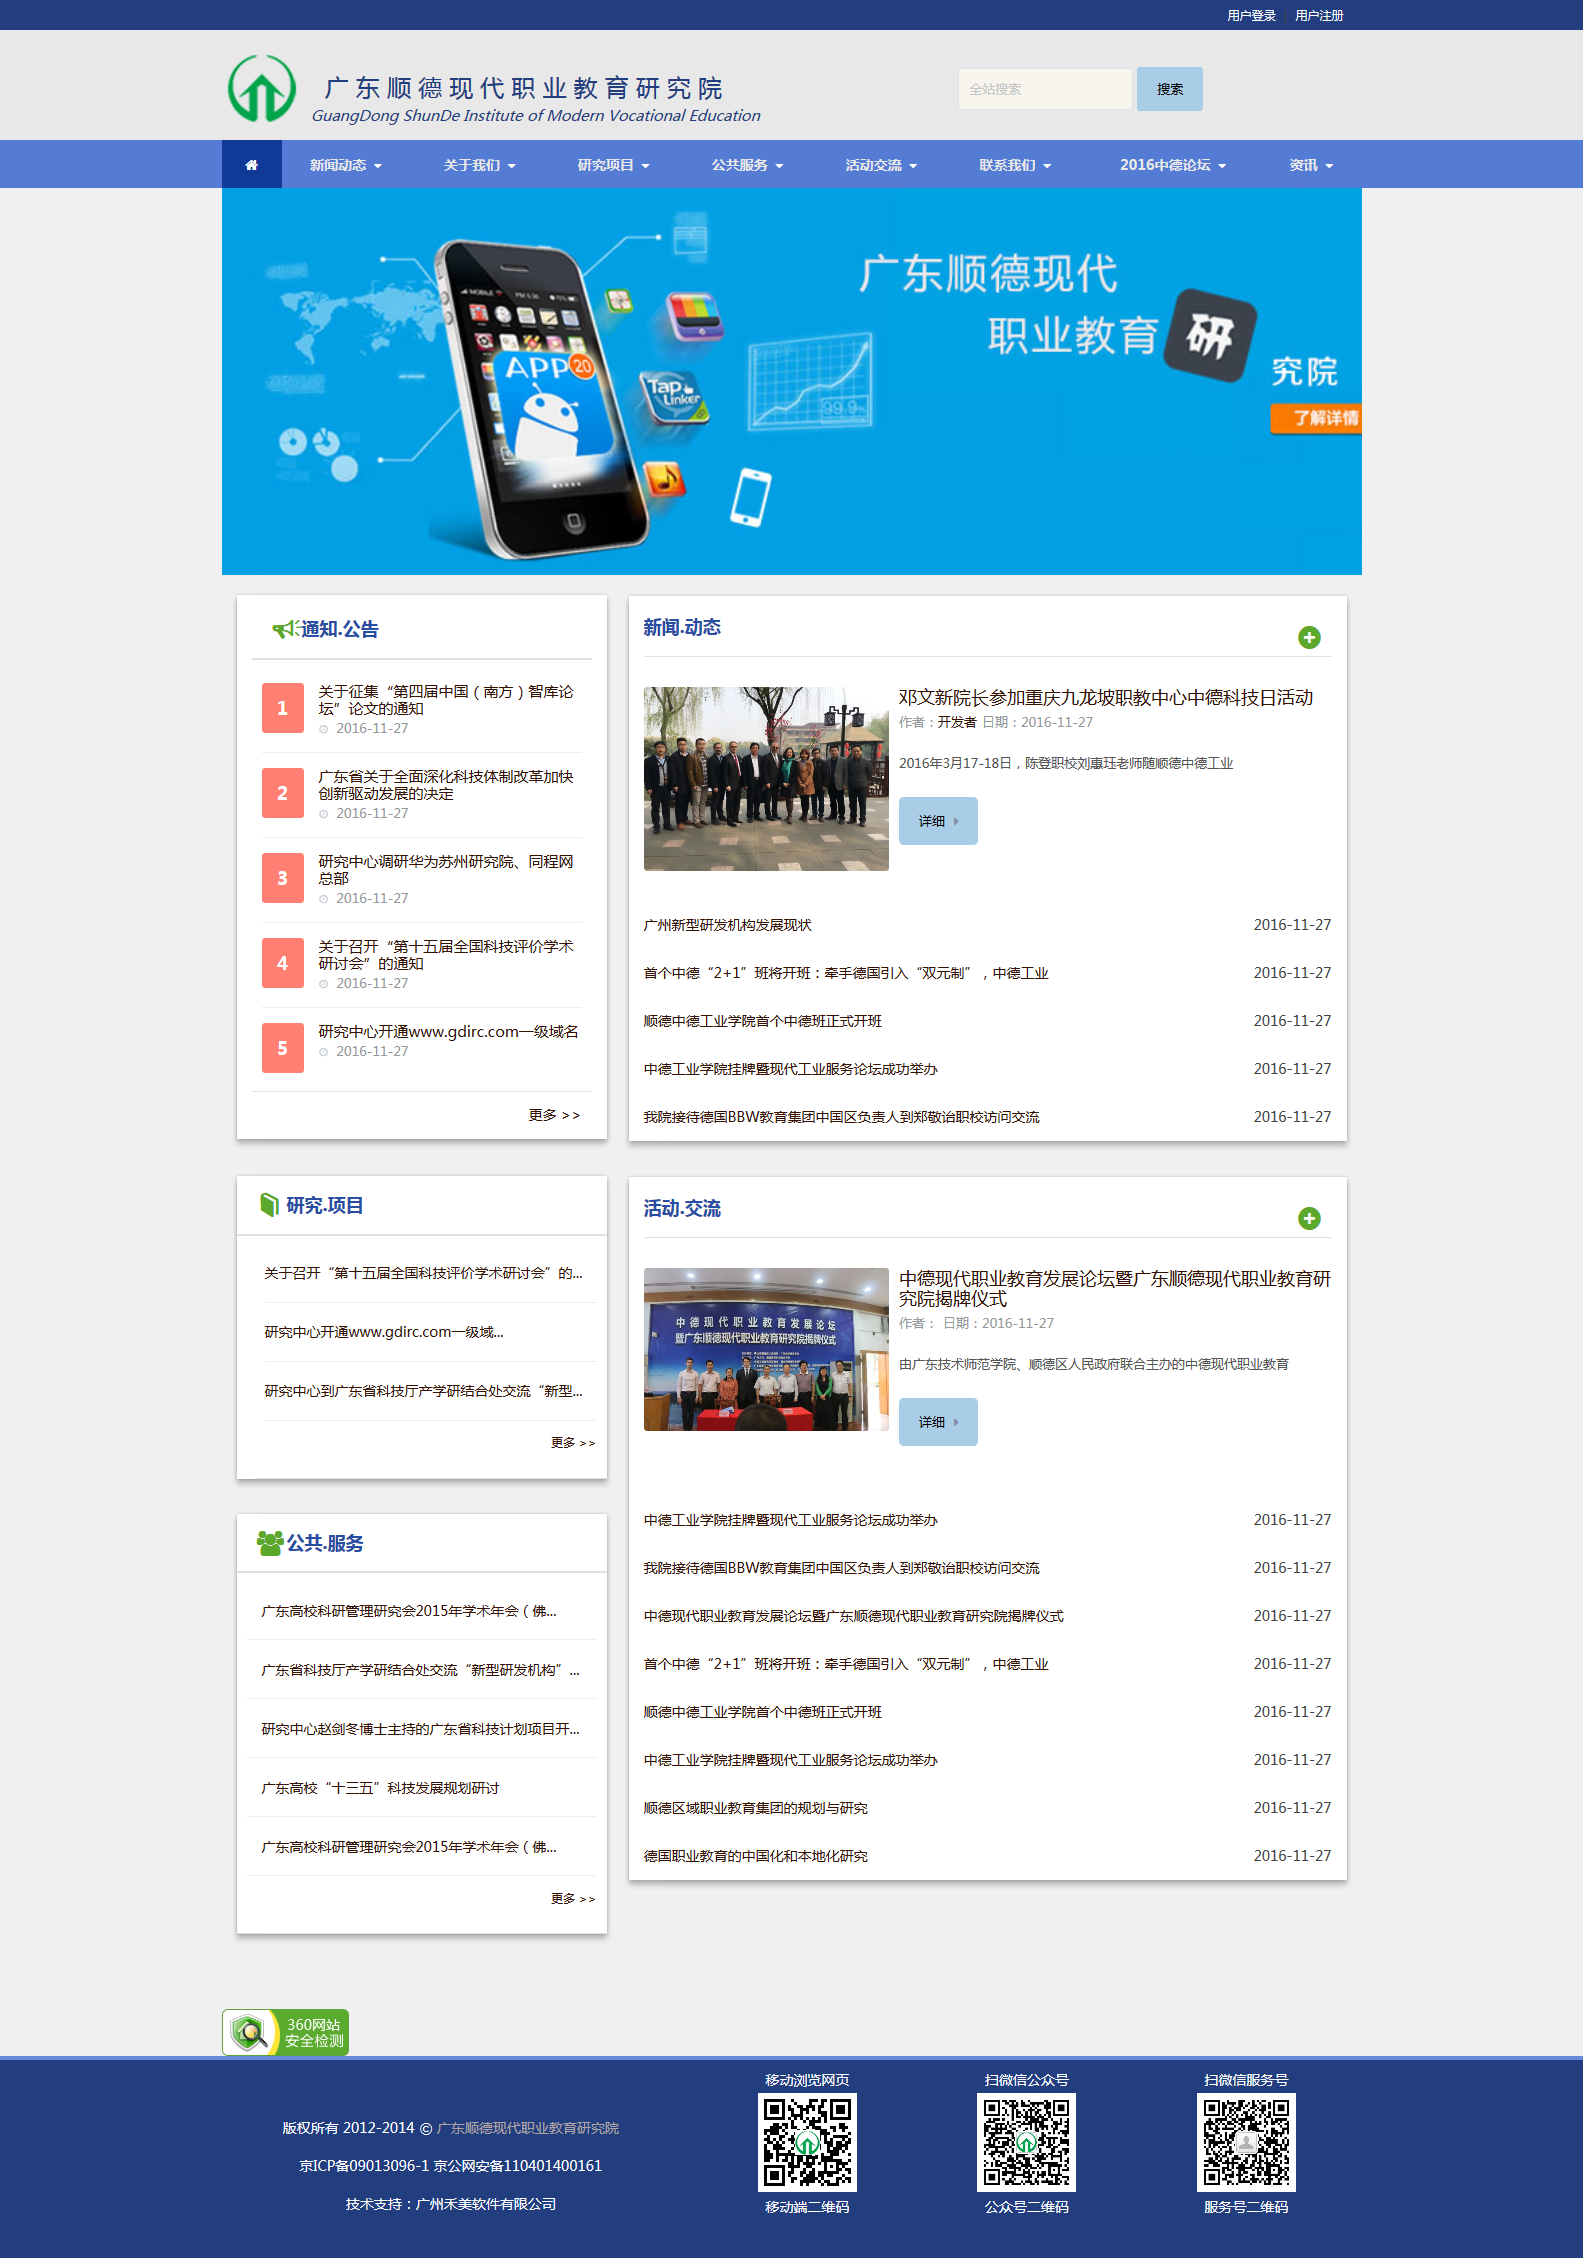 用户登录 用户注册
广东顺德现代职业教育研究院
GuangDong ShunDe Institute of Modern Vocational Education
全站搜索 搜索
新闻动态 关于我们 研究项目 公共服务 活动交流 联系我们 2016中德论坛 资讯
广东顺德现代
职业教育 研
究院
了解详情
APP 20
Tap Linker
99.9%
通知.公告
1 关于征集“第四届中国（南方）智库论
坛”论文的通知
2016-11-27
2 广东省关于全面深化科技体制改革加快
创新驱动发展的决定
2016-11-27
3 研究中心调研华为苏州研究院、同程网
总部
2016-11-27
4 关于召开“第十五届全国科技评价学术
研讨会”的通知
2016-11-27
5 研究中心开通www.gdirc.com一级域名
2016-11-27
更多 >>
新闻.动态
邓文新院长参加重庆九龙坡职教中心中德科技日活动
作者：开发者 日期：2016-11-27
2016年3月17-18日，陈登职校刘惠珏老师随顺德中德工业
详细
广州新型研发机构发展现状 2016-11-27
首个中德“2+1”班将开班：牵手德国引入“双元制”，中德工业 2016-11-27
顺德中德工业学院首个中德班正式开班 2016-11-27
中德工业学院挂牌暨现代工业服务论坛成功举办 2016-11-27
我院接待德国BBW教育集团中国区负责人到郑敬诒职校访问交流 2016-11-27
研究.项目
关于召开“第十五届全国科技评价学术研讨会”的...
研究中心开通www.gdirc.com一级域...
研究中心到广东省科技厅产学研结合处交流“新型...
更多 >>
活动.交流
中德现代职业教育发展论坛
暨广东顺德现代职业教育研究院揭牌仪式
中德现代职业教育发展论坛暨广东顺德现代职业教育研
究院揭牌仪式
作者： 日期：2016-11-27
由广东技术师范学院、顺德区人民政府联合主办的中德现代职业教育
详细
中德工业学院挂牌暨现代工业服务论坛成功举办 2016-11-27
我院接待德国BBW教育集团中国区负责人到郑敬诒职校访问交流 2016-11-27
中德现代职业教育发展论坛暨广东顺德现代职业教育研究院揭牌仪式 2016-11-27
首个中德“2+1”班将开班：牵手德国引入“双元制”，中德工业 2016-11-27
顺德中德工业学院首个中德班正式开班 2016-11-27
中德工业学院挂牌暨现代工业服务论坛成功举办 2016-11-27
顺德区域职业教育集团的规划与研究 2016-11-27
德国职业教育的中国化和本地化研究 2016-11-27
公共.服务
广东高校科研管理研究会2015年学术年会（佛...
广东省科技厅产学研结合处交流“新型研发机构”...
研究中心赵剑冬博士主持的广东省科技计划项目开...
广东高校“十三五”科技发展规划研讨
广东高校科研管理研究会2015年学术年会（佛...
更多 >>
360网站
安全检测
版权所有 2012-2014 © 广东顺德现代职业教育研究院
京ICP备09013096-1 京公网安备110401400161
技术支持：广州禾美软件有限公司
移动浏览网页 扫微信公众号 扫微信服务号
移动端二维码 公众号二维码 服务号二维码